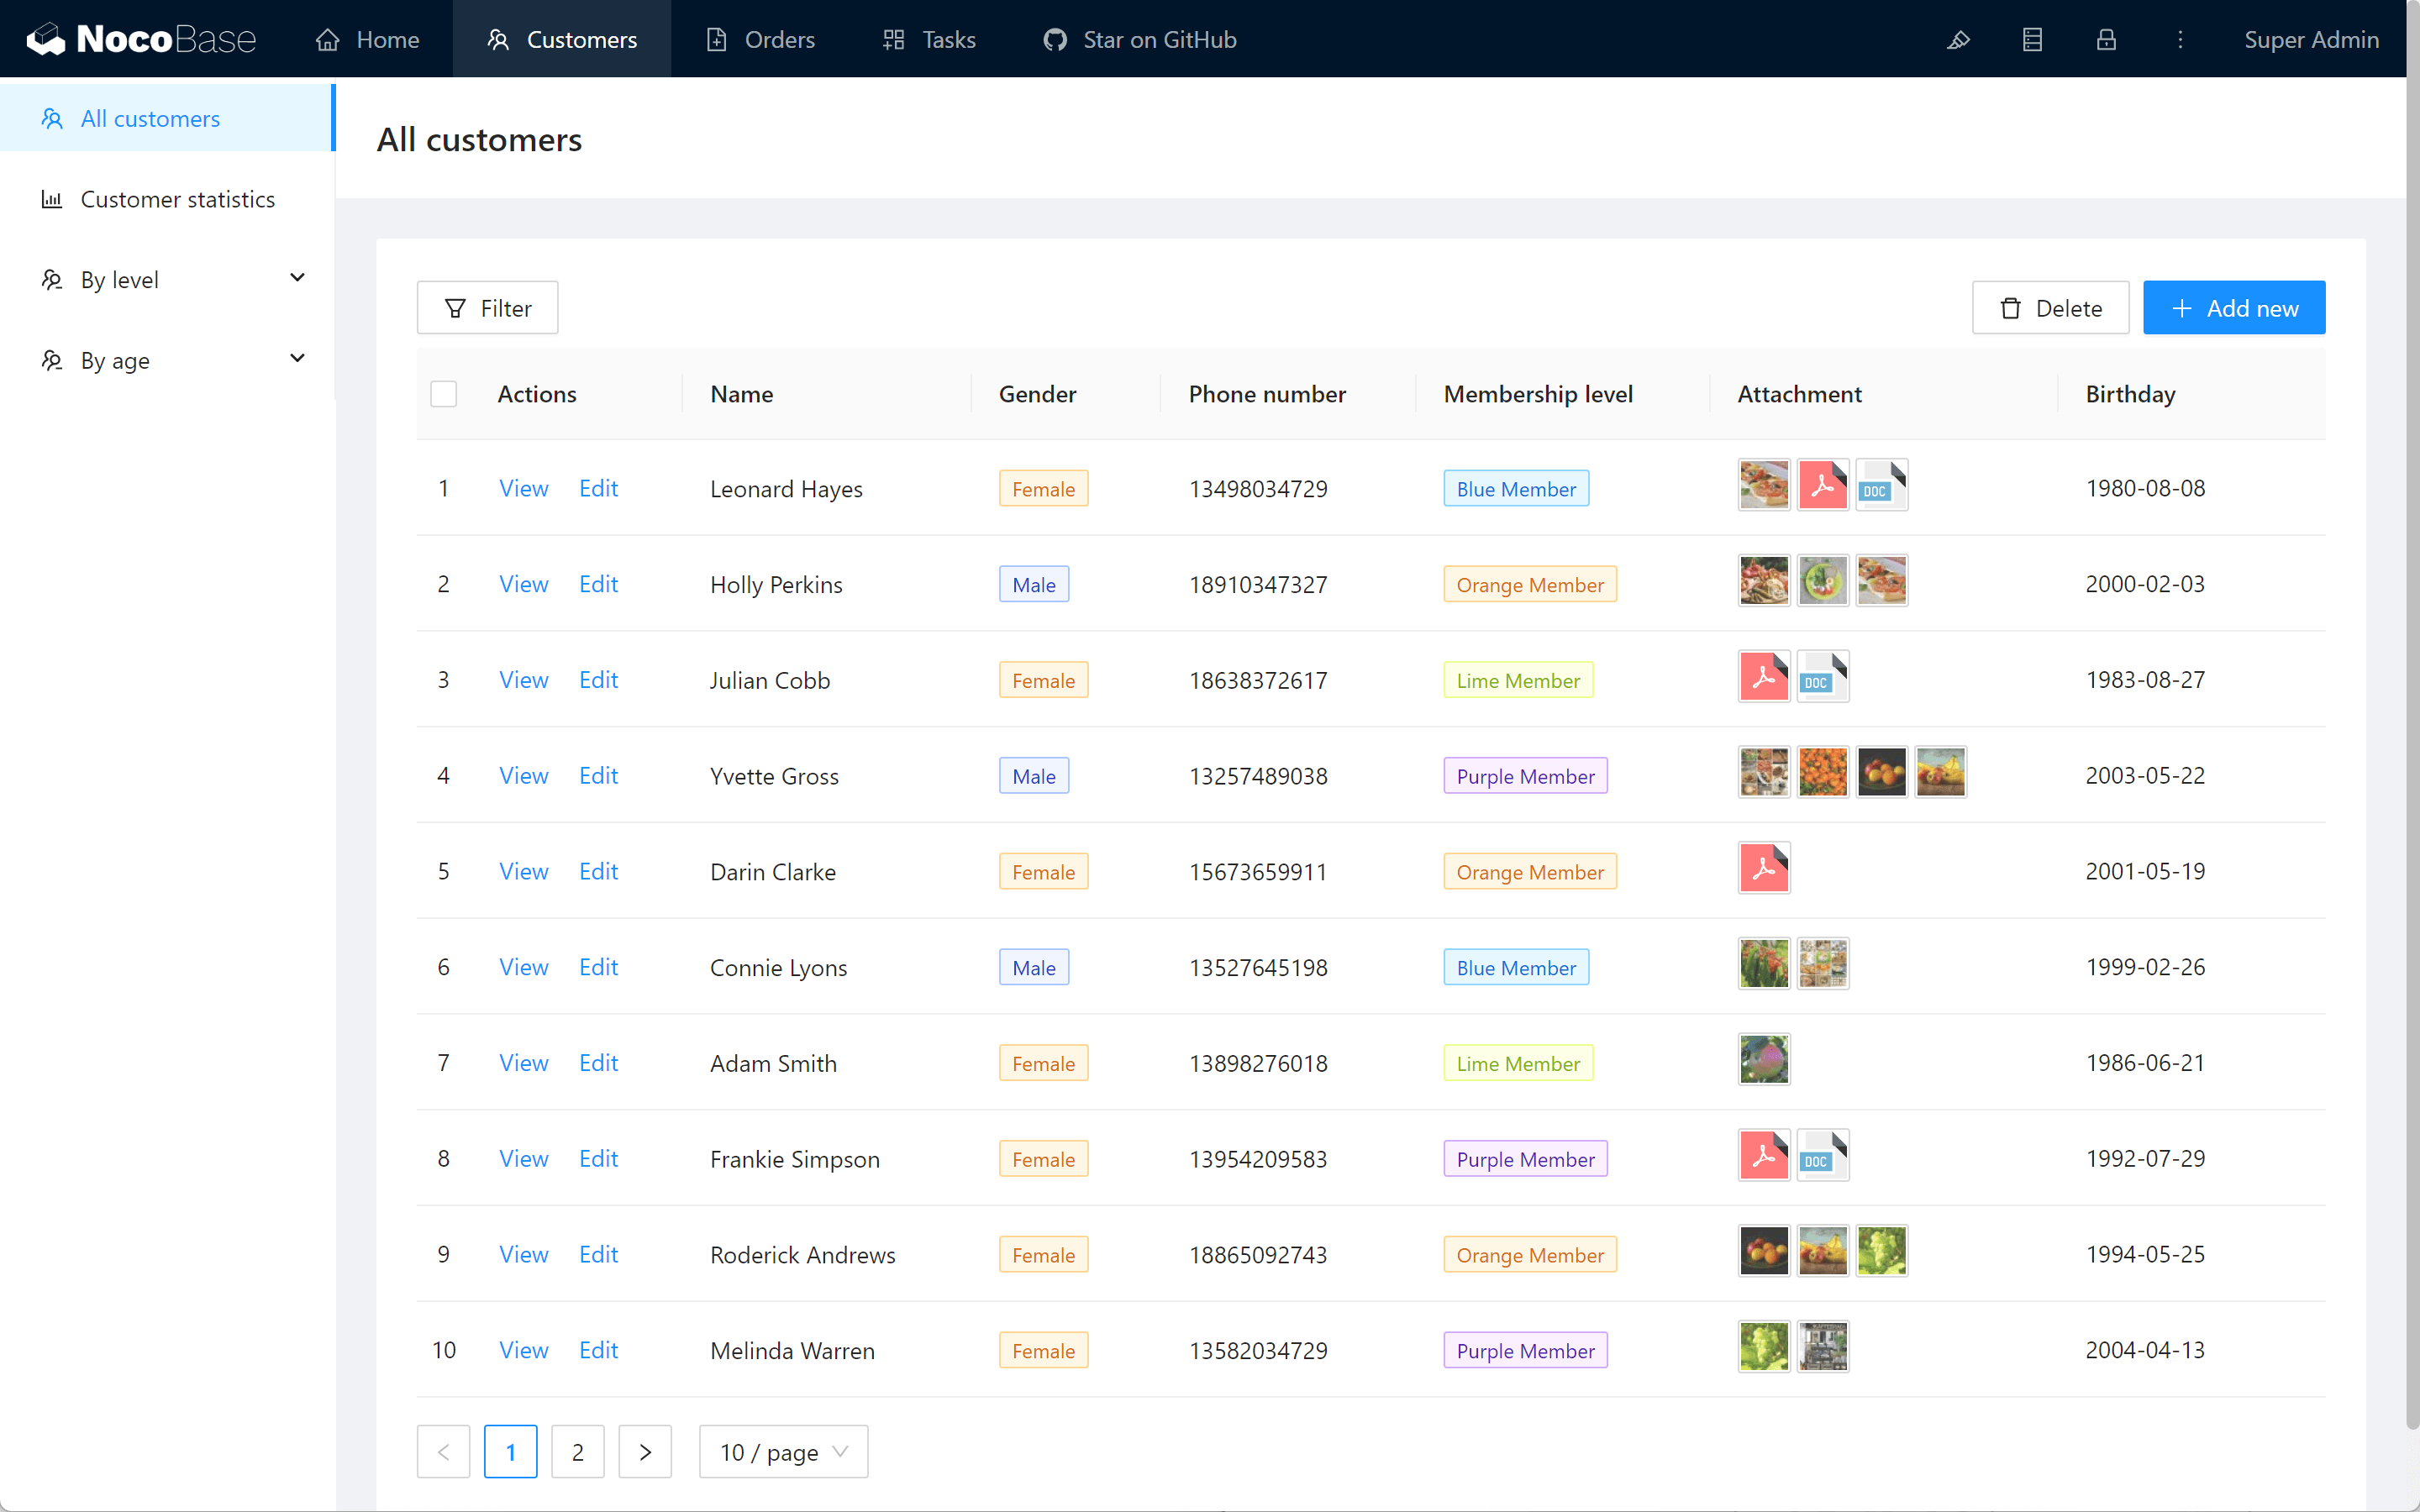 NocoBase Home Customers Orders Tasks Star on GitHub Super Admin
All customers
Customer statistics
By level
By age
All customers
Filter Delete Add new
Actions Name Gender Phone number Membership level Attachment Birthday
1 View Edit Leonard Hayes Female 13498034729 Blue Member DOC 1980-08-08
2 View Edit Holly Perkins Male 18910347327 Orange Member 2000-02-03
3 View Edit Julian Cobb Female 18638372617 Lime Member DOC 1983-08-27
4 View Edit Yvette Gross Male 13257489038 Purple Member 2003-05-22
5 View Edit Darin Clarke Female 15673659911 Orange Member 2001-05-19
6 View Edit Connie Lyons Male 13527645198 Blue Member 1999-02-26
7 View Edit Adam Smith Female 13898276018 Lime Member 1986-06-21
8 View Edit Frankie Simpson Female 13954209583 Purple Member DOC 1992-07-29
9 View Edit Roderick Andrews Female 18865092743 Orange Member 1994-05-25
10 View Edit Melinda Warren Female 13582034729 Purple Member 2004-04-13
< 1 2 > 10 / page